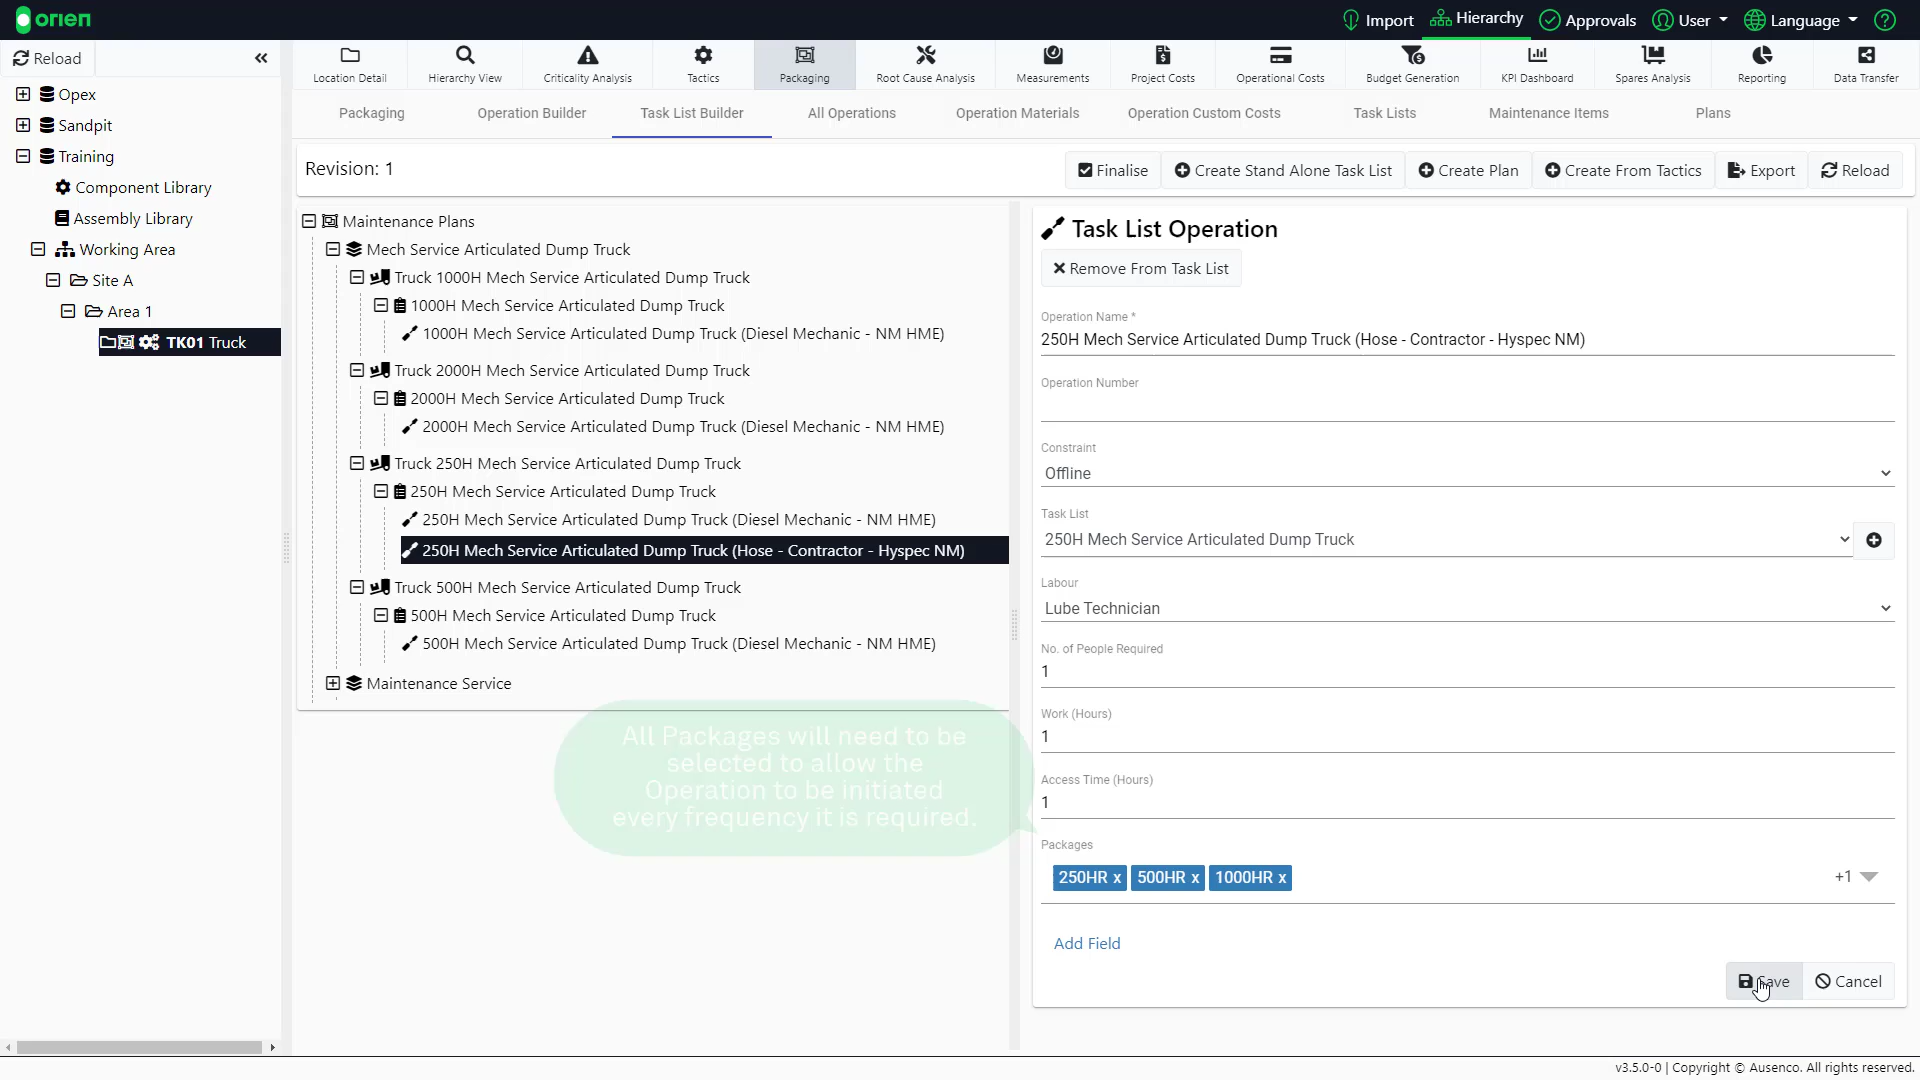 orien
Import
Hierarchy
Approvals
User
Language
Reload
Location Detail
Hierarchy View
Criticality Analysis
Tactics
Packaging
Root Cause Analysis
Measurements
Project Costs
Operational Costs
Budget Generation
KPI Dashboard
Spares Analysis
Reporting
Data Transfer
Packaging
Operation Builder
Task List Builder
All Operations
Operation Materials
Operation Custom Costs
Task Lists
Maintenance Items
Plans
Opex
Sandpit
Training
Component Library
Assembly Library
Working Area
Site A
Area 1
TK01 Truck
Revision: 1
Finalise
Create Stand Alone Task List
Create Plan
Create From Tactics
Export
Reload
Maintenance Plans
Mech Service Articulated Dump Truck
Truck 1000H Mech Service Articulated Dump Truck
1000H Mech Service Articulated Dump Truck
1000H Mech Service Articulated Dump Truck (Diesel Mechanic - NM HME)
Truck 2000H Mech Service Articulated Dump Truck
2000H Mech Service Articulated Dump Truck
2000H Mech Service Articulated Dump Truck (Diesel Mechanic - NM HME)
Truck 250H Mech Service Articulated Dump Truck
250H Mech Service Articulated Dump Truck
250H Mech Service Articulated Dump Truck (Diesel Mechanic - NM HME)
250H Mech Service Articulated Dump Truck (Hose - Contractor - Hyspec NM)
Truck 500H Mech Service Articulated Dump Truck
500H Mech Service Articulated Dump Truck
500H Mech Service Articulated Dump Truck (Diesel Mechanic - NM HME)
Maintenance Service
All Packages will need to be
selected to allow the
Operation to be initiated
every frequency it is required.
Task List Operation
Remove From Task List
Operation Name *
250H Mech Service Articulated Dump Truck (Hose - Contractor - Hyspec NM)
Operation Number
Constraint
Offline
Task List
250H Mech Service Articulated Dump Truck
Labour
Lube Technician
No. of People Required
1
Work (Hours)
1
Access Time (Hours)
1
Packages
250HR x 500HR x 1000HR x +1
Add Field
Save
Cancel
v3.5.0-0 | Copyright © Ausenco. All rights reserved.